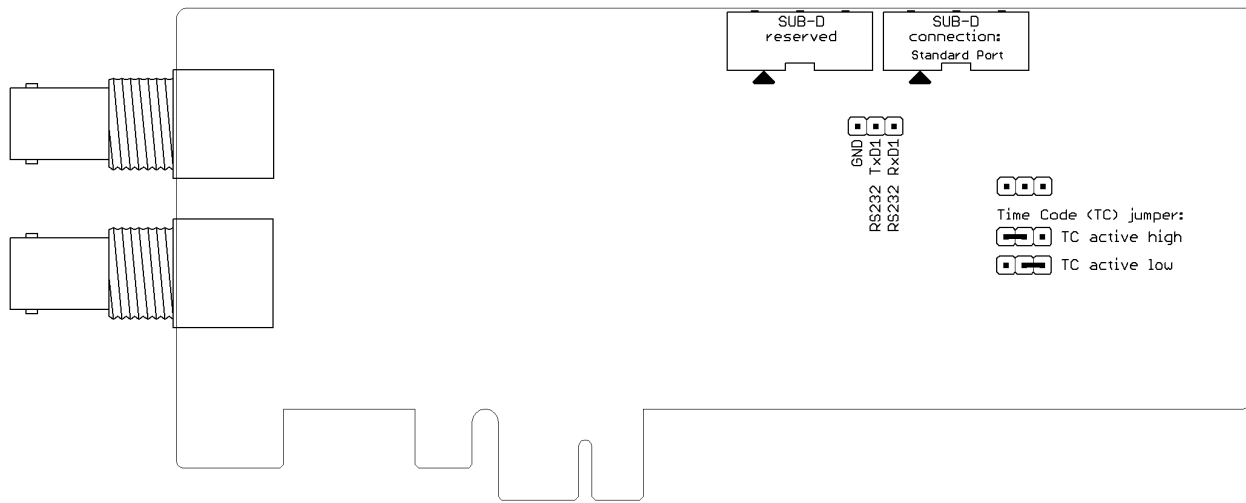 SUB-D
reserved
SUB-D
connection:
Standard Port
GND
RS232 TxD1
RS232 RxD1
Time Code (TC) jumper:
TC active high
TC active low